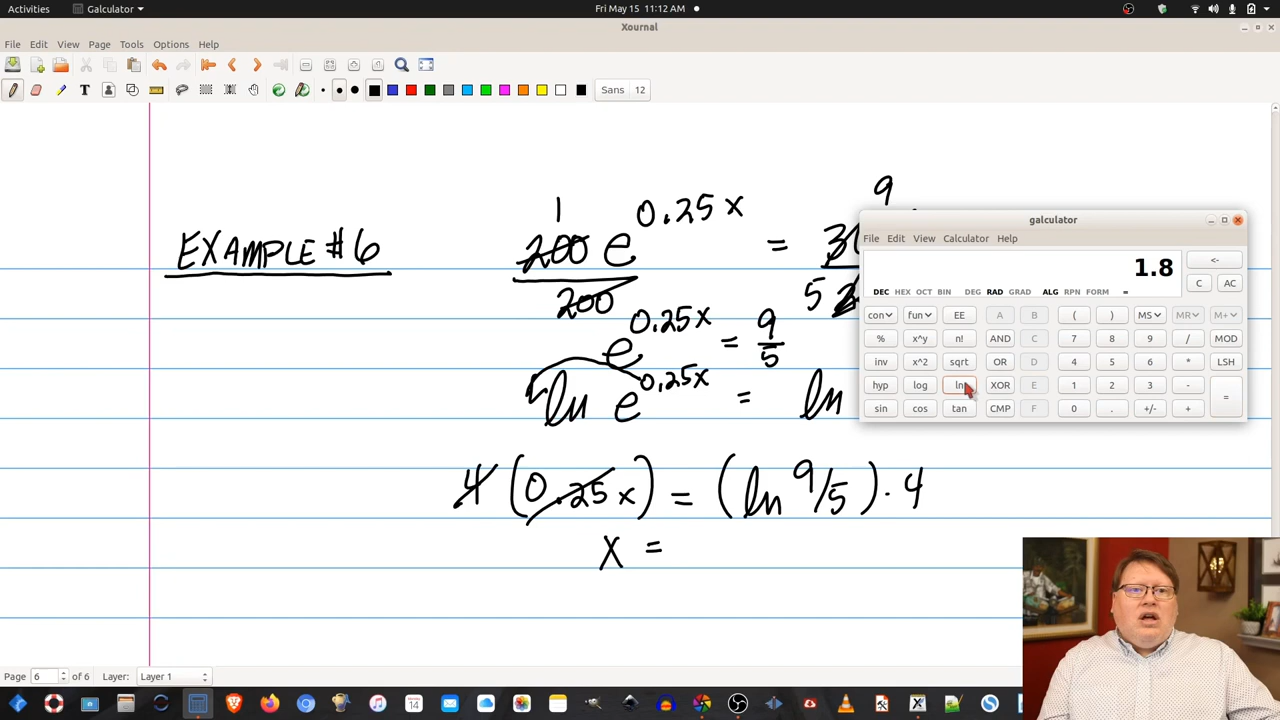 Activities Galculator Fri May 15 11:12 AM
Xournal
File Edit View Page Tools Options Help
Sans 12
EXAMPLE #6
1 9
200 e^0.25x =
200 5
e^0.25x = 9/5
ln e^0.25x = ln
4 (0.25x) = (ln 9/5) · 4
x =
galculator
File Edit View Calculator Help
1.8
DEC HEX OCT BIN DEG RAD GRAD ALG RPN FORM =
<- C AC
con fun EE A B ( ) MS MR M+
% x^y n! AND C 7 8 9 / MOD
inv x^2 sqrt OR D 4 5 6 * LSH
hyp log ln XOR E 1 2 3 - =
sin cos tan CMP F 0 . +/- +
Page 6 of 6 Layer: Layer 1